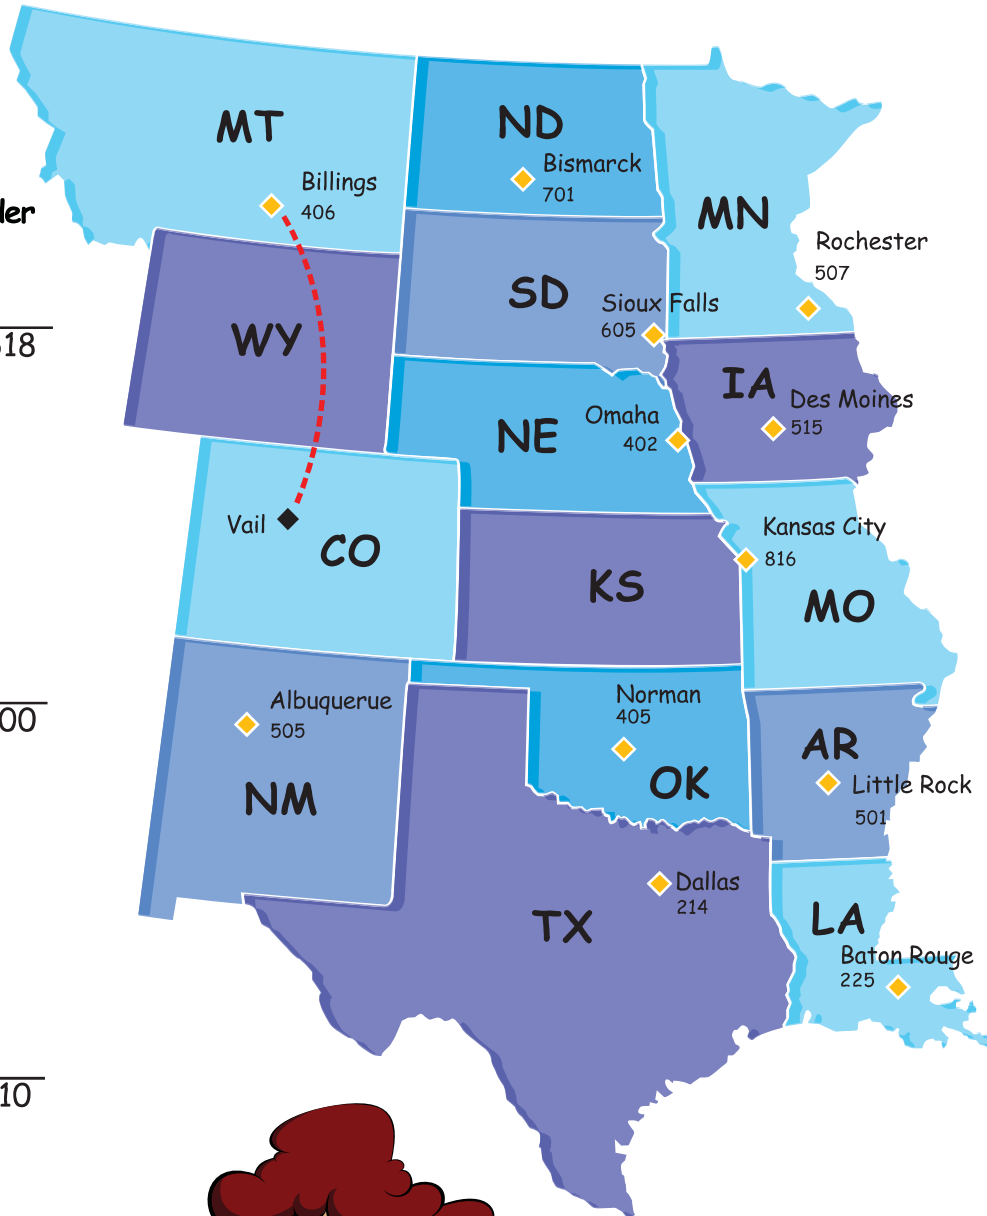 MT
Billings
406
ND
Bismarck
701
MN
Rochester
507
SD
Sioux Falls
605
WY
IA
Des Moines
515
NE
Omaha
402
Vail
CO
Kansas City
816
KS
MO
Albuquerue
505
NM
Norman
405
OK
AR
Little Rock
501
Dallas
214
TX
LA
Baton Rouge
225
00
10